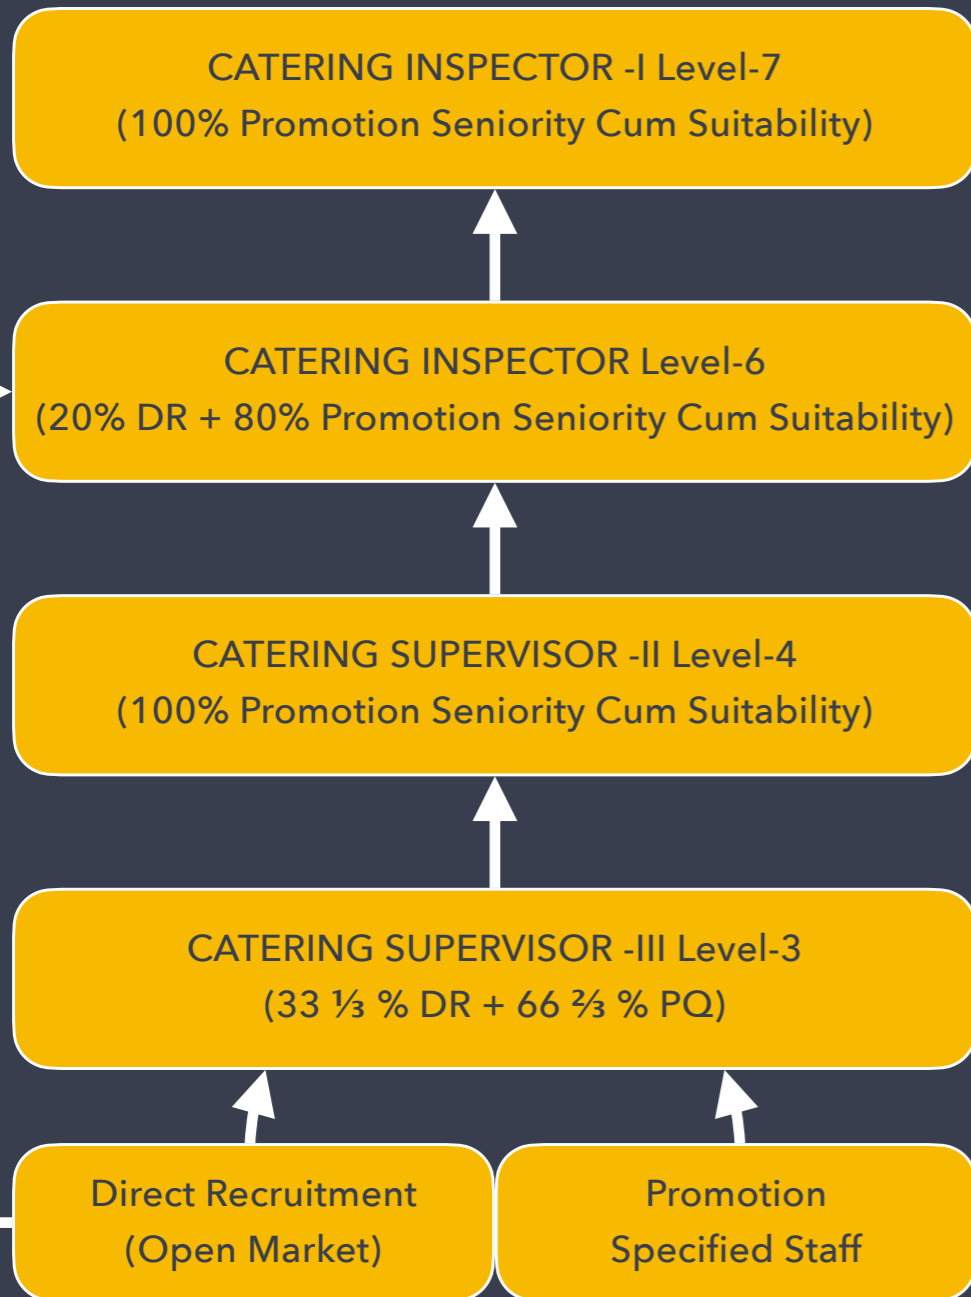 CATERING INSPECTOR -I Level-7
(100% Promotion Seniority Cum Suitability)
CATERING INSPECTOR Level-6
(20% DR + 80% Promotion Seniority Cum Suitability)
CATERING SUPERVISOR -II Level-4
(100% Promotion Seniority Cum Suitability)
CATERING SUPERVISOR -III Level-3
(33 ⅓ % DR + 66 ⅔ % PQ)
Direct Recruitment
(Open Market)
Promotion
Specified Staff